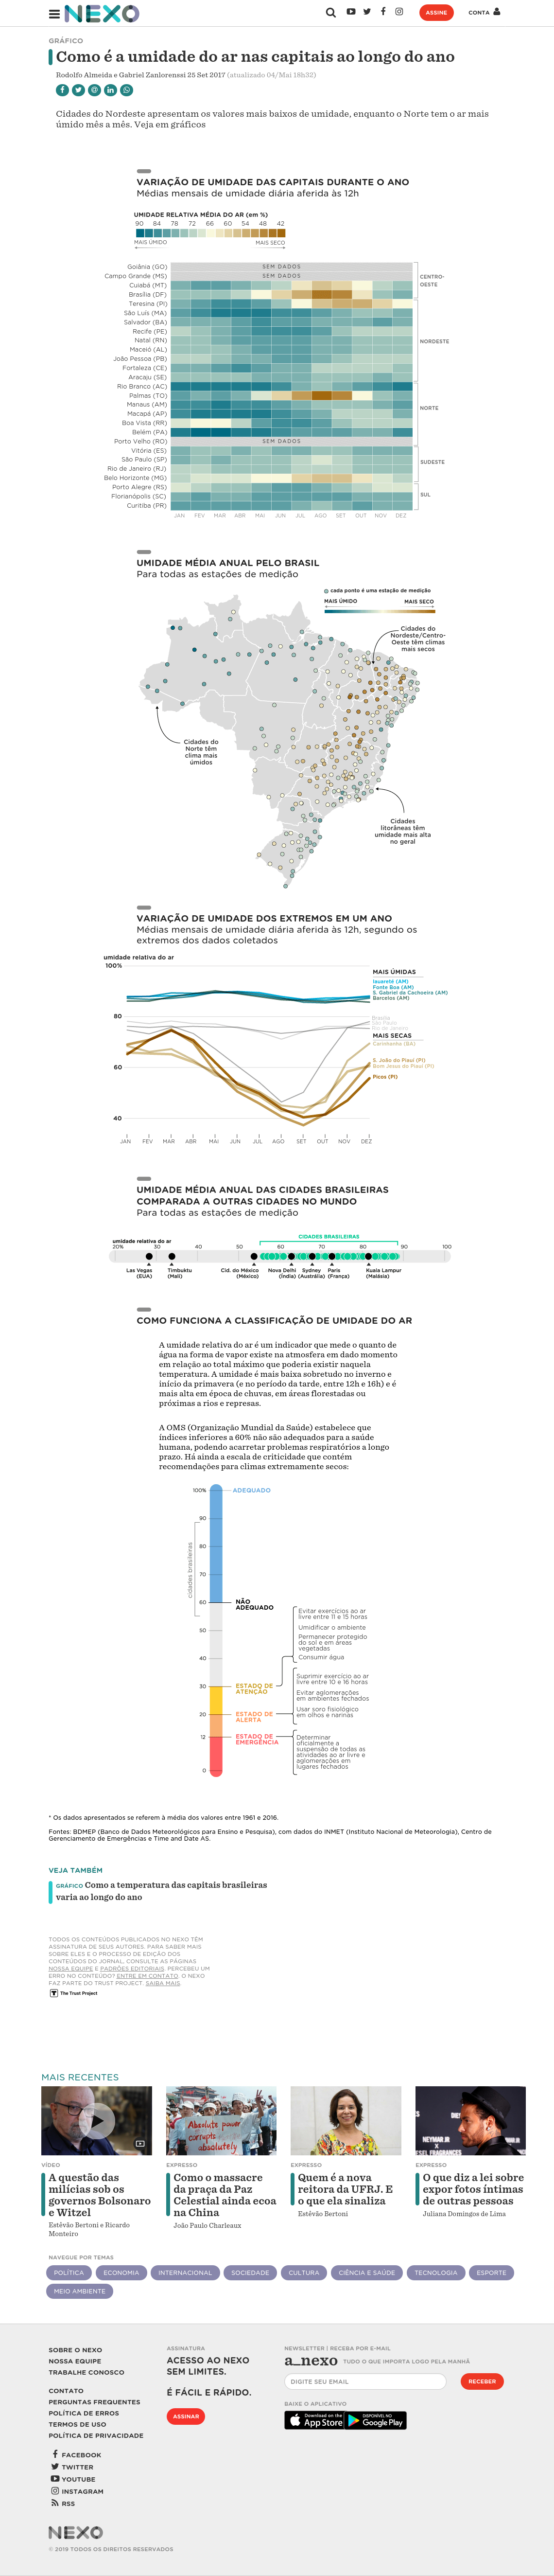 NEXO
ASSINE
CONTA
GRÁFICO
Como é a umidade do ar nas capitais ao longo do ano
Rodolfo Almeida e Gabriel Zanlorenssi 25 Set 2017 (atualizado 04/Mai 18h32)
Cidades do Nordeste apresentam os valores mais baixos de umidade, enquanto o Norte tem o ar mais
úmido mês a mês. Veja em gráficos
VARIAÇÃO DE UMIDADE DAS CAPITAIS DURANTE O ANO
Médias mensais de umidade diária aferida às 12h
UMIDADE RELATIVA MÉDIA DO AR (em %)
90 84 78 72 66 60 54 48 42
MAIS ÚMIDO MAIS SECO
Goiânia (GO) SEM DADOS
Campo Grande (MS) SEM DADOS
Cuiabá (MT)
Brasília (DF)
CENTRO-
OESTE
Teresina (PI)
São Luís (MA)
Salvador (BA)
Recife (PE)
Natal (RN)
NORDESTE
Maceió (AL)
João Pessoa (PB)
Fortaleza (CE)
Aracaju (SE)
Rio Branco (AC)
Palmas (TO)
Manaus (AM)
NORTE
Macapá (AP)
Boa Vista (RR)
Belém (PA)
Porto Velho (RO) SEM DADOS
Vitória (ES)
São Paulo (SP)
SUDESTE
Rio de Janeiro (RJ)
Belo Horizonte (MG)
Porto Alegre (RS)
Florianópolis (SC)
SUL
Curitiba (PR)
JAN FEV MAR ABR MAI JUN JUL AGO SET OUT NOV DEZ
UMIDADE MÉDIA ANUAL PELO BRASIL
Para todas as estações de medição
cada ponto é uma estação de medição
MAIS ÚMIDO MAIS SECO
Cidades do
Nordeste/Centro-
Oeste têm climas
mais secos
Cidades do
Norte têm
clima mais
úmidos
Cidades
litorâneas têm
umidade mais alta
no geral
VARIAÇÃO DE UMIDADE DOS EXTREMOS EM UM ANO
Médias mensais de umidade diária aferida às 12h, segundo os
extremos dos dados coletados
umidade relativa do ar
100%
80
60
40
MAIS ÚMIDAS
Iauaretê (AM)
Fonte Boa (AM)
S. Gabriel da Cachoeira (AM)
Barcelos (AM)
Brasília
São Paulo
Rio de Janeiro
MAIS SECAS
Carinhanha (BA)
S. João do Piauí (PI)
Bom Jesus do Piauí (PI)
Picos (PI)
JAN FEV MAR ABR MAI JUN JUL AGO SET OUT NOV DEZ
UMIDADE MÉDIA ANUAL DAS CIDADES BRASILEIRAS
COMPARADA A OUTRAS CIDADES NO MUNDO
Para todas as estações de medição
CIDADES BRASILEIRAS
umidade relativa do ar
20% 30 40 50 60 70 80 90 100
Las Vegas
(EUA)
Timbuktu
(Mali)
Cid. do México
(México)
Nova Delhi
(Índia)
Sydney
(Austrália)
Paris
(França)
Kuala Lampur
(Malásia)
COMO FUNCIONA A CLASSIFICAÇÃO DE UMIDADE DO AR
A umidade relativa do ar é um indicador que mede o quanto de
água na forma de vapor existe na atmosfera em dado momento
em relação ao total máximo que poderia existir naquela
temperatura. A umidade é mais baixa sobretudo no inverno e
início da primavera (e no período da tarde, entre 12h e 16h) e é
mais alta em época de chuvas, em áreas florestadas ou
próximas a rios e represas.
A OMS (Organização Mundial da Saúde) estabelece que
índices inferiores a 60% não são adequados para a saúde
humana, podendo acarretar problemas respiratórios a longo
prazo. Há ainda a escala de criticidade que contém
recomendações para climas extremamente secos:
100% ADEQUADO
90
80
70
cidades brasileiras
60 NÃO
ADEQUADO
50
40
30 ESTADO DE
ATENÇÃO
20 ESTADO DE
ALERTA
12 ESTADO DE
EMERGÊNCIA
0
Evitar exercícios ao ar
livre entre 11 e 15 horas
Umidificar o ambiente
Permanecer protegido
do sol e em áreas
vegetadas
Consumir água
Suprimir exercício ao ar
livre entre 10 e 16 horas
Evitar aglomerações
em ambientes fechados
Usar soro fisiológico
em olhos e narinas
Determinar
oficialmente a
suspensão de todas as
atividades ao ar livre e
aglomerações em
lugares fechados
* Os dados apresentados se referem à média dos valores entre 1961 e 2016.
Fontes: BDMEP (Banco de Dados Meteorológicos para Ensino e Pesquisa), com dados do INMET (Instituto Nacional de Meteorologia), Centro de
Gerenciamento de Emergências e Time and Date AS.
VEJA TAMBÉM
GRÁFICO Como a temperatura das capitais brasileiras
varia ao longo do ano
TODOS OS CONTEÚDOS PUBLICADOS NO NEXO TÊM
ASSINATURA DE SEUS AUTORES. PARA SABER MAIS
SOBRE ELES E O PROCESSO DE EDIÇÃO DOS
CONTEÚDOS DO JORNAL, CONSULTE AS PÁGINAS
NOSSA EQUIPE E PADRÕES EDITORIAIS. PERCEBEU UM
ERRO NO CONTEÚDO? ENTRE EM CONTATO. O NEXO
FAZ PARTE DO TRUST PROJECT. SAIBA MAIS.
T The Trust Project
MAIS RECENTES
Absolute power
corrupts
absolutely
NEYMAR JR
VÍDEO
A questão das
milícias sob os
governos Bolsonaro
e Witzel
Estêvão Bertoni e Ricardo
Monteiro
EXPRESSO
Como o massacre
da praça da Paz
Celestial ainda ecoa
na China
João Paulo Charleaux
EXPRESSO
Quem é a nova
reitora da UFRJ. E
o que ela sinaliza
Estêvão Bertoni
EXPRESSO
O que diz a lei sobre
expor fotos íntimas
de outras pessoas
Juliana Domingos de Lima
NAVEGUE POR TEMAS
POLÍTICA ECONOMIA INTERNACIONAL SOCIEDADE CULTURA CIÊNCIA E SAÚDE TECNOLOGIA ESPORTE
MEIO AMBIENTE
SOBRE O NEXO
NOSSA EQUIPE
TRABALHE CONOSCO
CONTATO
PERGUNTAS FREQUENTES
POLÍTICA DE ERROS
TERMOS DE USO
POLÍTICA DE PRIVACIDADE
FACEBOOK
TWITTER
YOUTUBE
INSTAGRAM
RSS
ASSINATURA
ACESSO AO NEXO
SEM LIMITES.
É FÁCIL E RÁPIDO.
ASSINAR
NEWSLETTER | RECEBA POR E-MAIL
a_nexo TUDO O QUE IMPORTA LOGO PELA MANHÃ
DIGITE SEU EMAIL
RECEBER
BAIXE O APLICATIVO
Download on the
App Store
DISPONÍVEL NO
Google Play
NEXO
© 2019 TODOS OS DIREITOS RESERVADOS